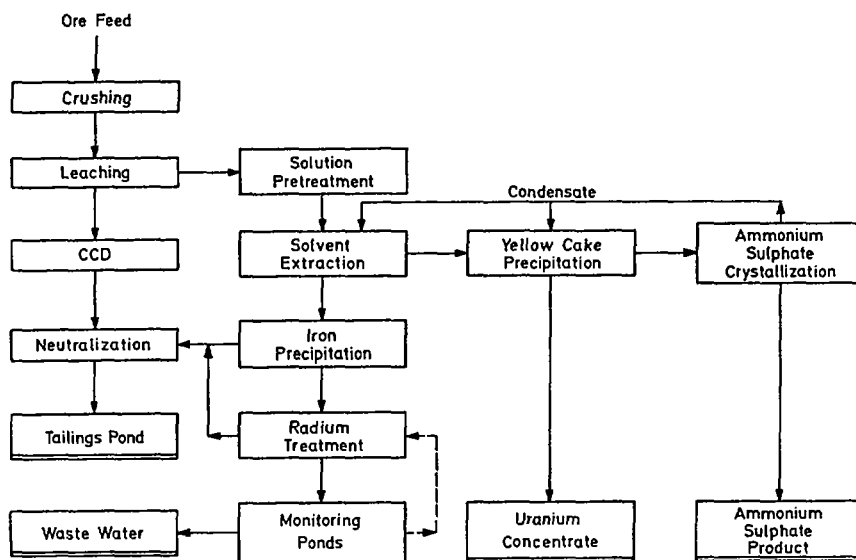 Ore Feed
Crushing
Leaching
Solution
Pretreatment
Condensate
CCD
Solvent
Extraction
Yellow Cake
Precipitation
Ammonium
Sulphate
Crystallization
Neutralization
Iron
Precipitation
Tailings Pond
Radium
Treatment
Waste Water
Monitoring
Ponds
Uranium
Concentrate
Ammonium
Sulphate
Product